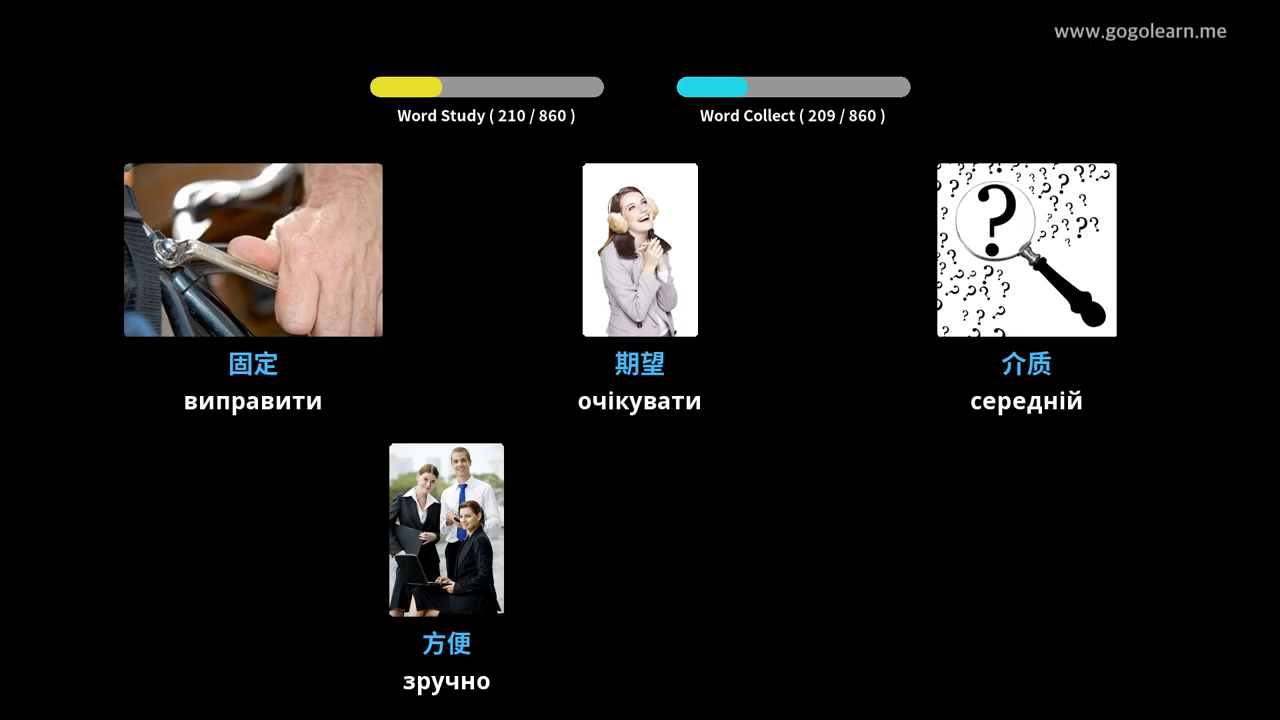 www.gogolearn.me
Word Study ( 210 / 860 )
Word Collect ( 209 / 860 )
固定
виправити
期望
очікувати
介质
середній
方便
зручно